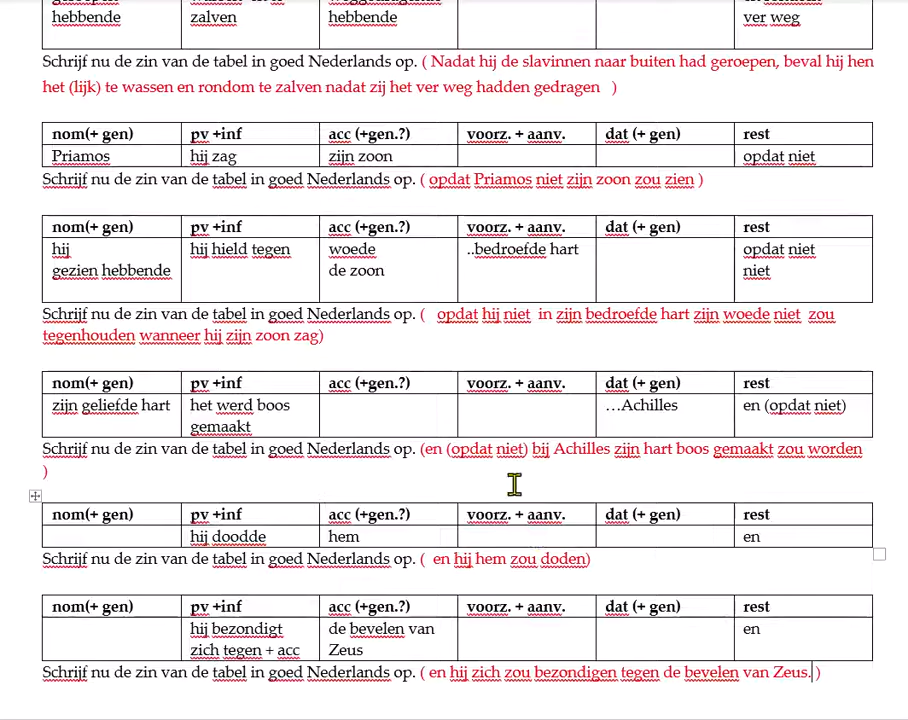 hebbende zalven hebbende ver weg
Schrijf nu de zin van de tabel in goed Nederlands op. ( Nadat hij de slavinnen naar buiten had geroepen, beval hij hen
het (lijk) te wassen en rondom te zalven nadat zij het ver weg hadden gedragen )
nom(+ gen) pv +inf acc (+gen.?) voorz. + aanv. dat (+ gen) rest
Priamos hij zag zijn zoon opdat niet
Schrijf nu de zin van de tabel in goed Nederlands op. ( opdat Priamos niet zijn zoon zou zien )
nom(+ gen) pv +inf acc (+gen.?) voorz. + aanv. dat (+ gen) rest
hij hij hield tegen woede ..bedroefde hart opdat niet
gezien hebbende de zoon niet
Schrijf nu de zin van de tabel in goed Nederlands op. ( opdat hij niet in zijn bedroefde hart zijn woede niet zou
tegenhouden wanneer hij zijn zoon zag)
nom(+ gen) pv +inf acc (+gen.?) voorz. + aanv. dat (+ gen) rest
zijn geliefde hart het werd boos …Achilles en (opdat niet)
gemaakt
Schrijf nu de zin van de tabel in goed Nederlands op. (en (opdat niet) bij Achilles zijn hart boos gemaakt zou worden
)
nom(+ gen) pv +inf acc (+gen.?) voorz. + aanv. dat (+ gen) rest
hij doodde hem en
Schrijf nu de zin van de tabel in goed Nederlands op. ( en hij hem zou doden)
nom(+ gen) pv +inf acc (+gen.?) voorz. + aanv. dat (+ gen) rest
hij bezondigt de bevelen van en
zich tegen + acc Zeus
Schrijf nu de zin van de tabel in goed Nederlands op. ( en hij zich zou bezondigen tegen de bevelen van Zeus. )